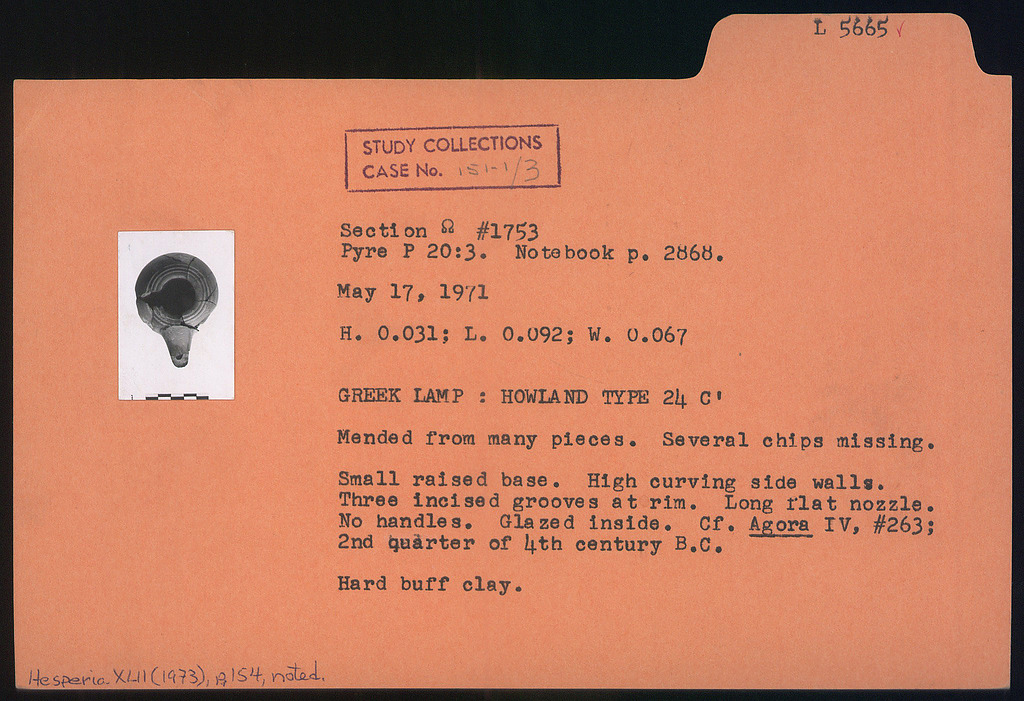 L 5665 ✓
STUDY COLLECTIONS
CASE No. 151-1/3
Section Ω #1753
Pyre P 20:3. Notebook p. 2868.
May 17, 1971
H. 0.031; L. 0.092; W. 0.067
GREEK LAMP : HOWLAND TYPE 24 C'
Mended from many pieces. Several chips missing.
Small raised base. High curving side walls.
Three incised grooves at rim. Long flat nozzle.
No handles. Glazed inside. Cf. Agora IV, #263;
2nd quarter of 4th century B.C.
Hard buff clay.
Hesperia XLII (1973), p. 154, noted.